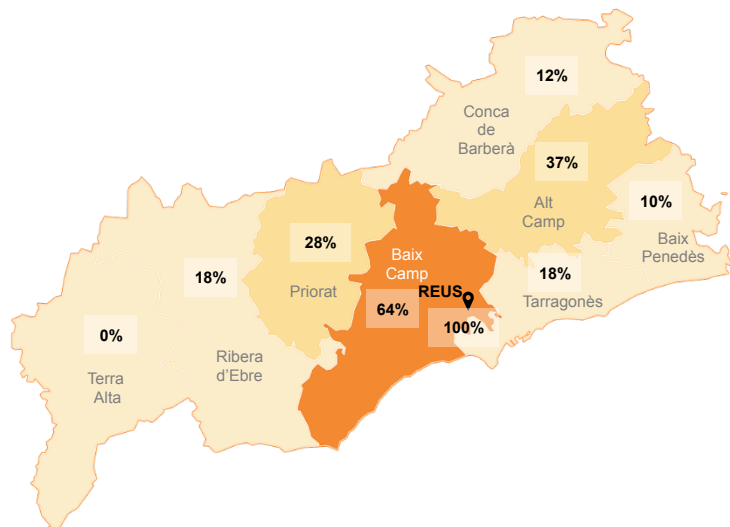 12%
Conca
de
Barberà
37%
Alt
Camp
10%
Baix
Penedès
28%
Priorat
Baix
Camp
18%
Ribera
d'Ebre
REUS
64%
100%
18%
Tarragonès
0%
Terra
Alta